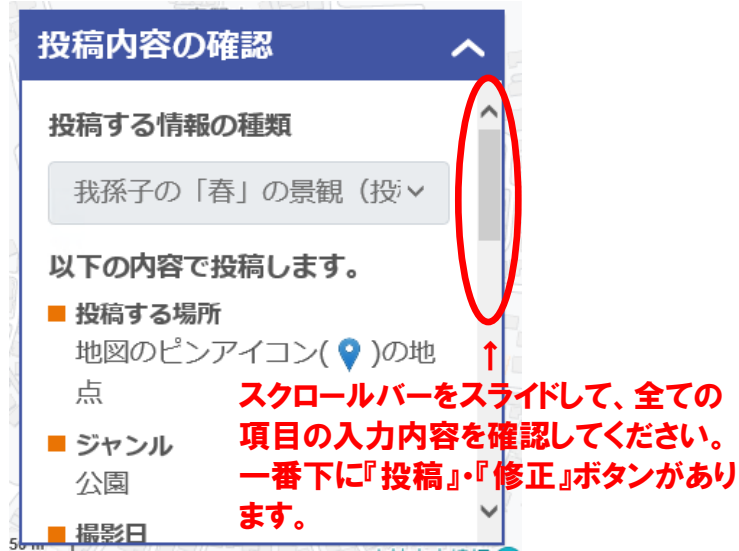 投稿内容の確認
投稿する情報の種類
我孫子の「春」の景観（投
以下の内容で投稿します。
投稿する場所
地図のピンアイコン( )の地
点
ジャンル
公園
撮影日
↑
スクロールバーをスライドして、全ての
項目の入力内容を確認してください。
一番下に『投稿』・『修正』ボタンがあり
ます。